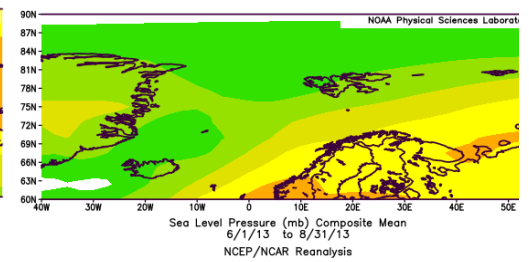 NOAA Physical Sciences
90N
87N
84N
81N
78N
75N
72N
69N
66N
63N
60N
40W 30W 20W 10W 0 10E 20E 30E 40E 50E
Sea Level Pressure (mb) Composite Mean
6/1/13 to 8/31/13
NCEP/NCAR Reanalysis